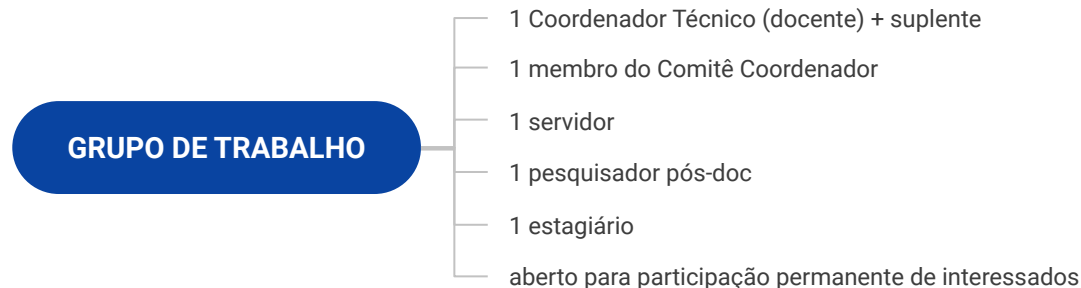 GRUPO DE TRABALHO
1 Coordenador Técnico (docente) + suplente
1 membro do Comitê Coordenador
1 servidor
1 pesquisador pós-doc
1 estagiário
aberto para participação permanente de interessados